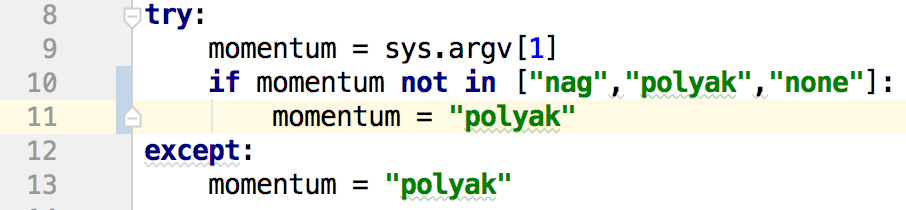 8 try:
9     momentum = sys.argv[1]
10     if momentum not in ["nag","polyak","none"]:
11         momentum = "polyak"
12 except:
13     momentum = "polyak"